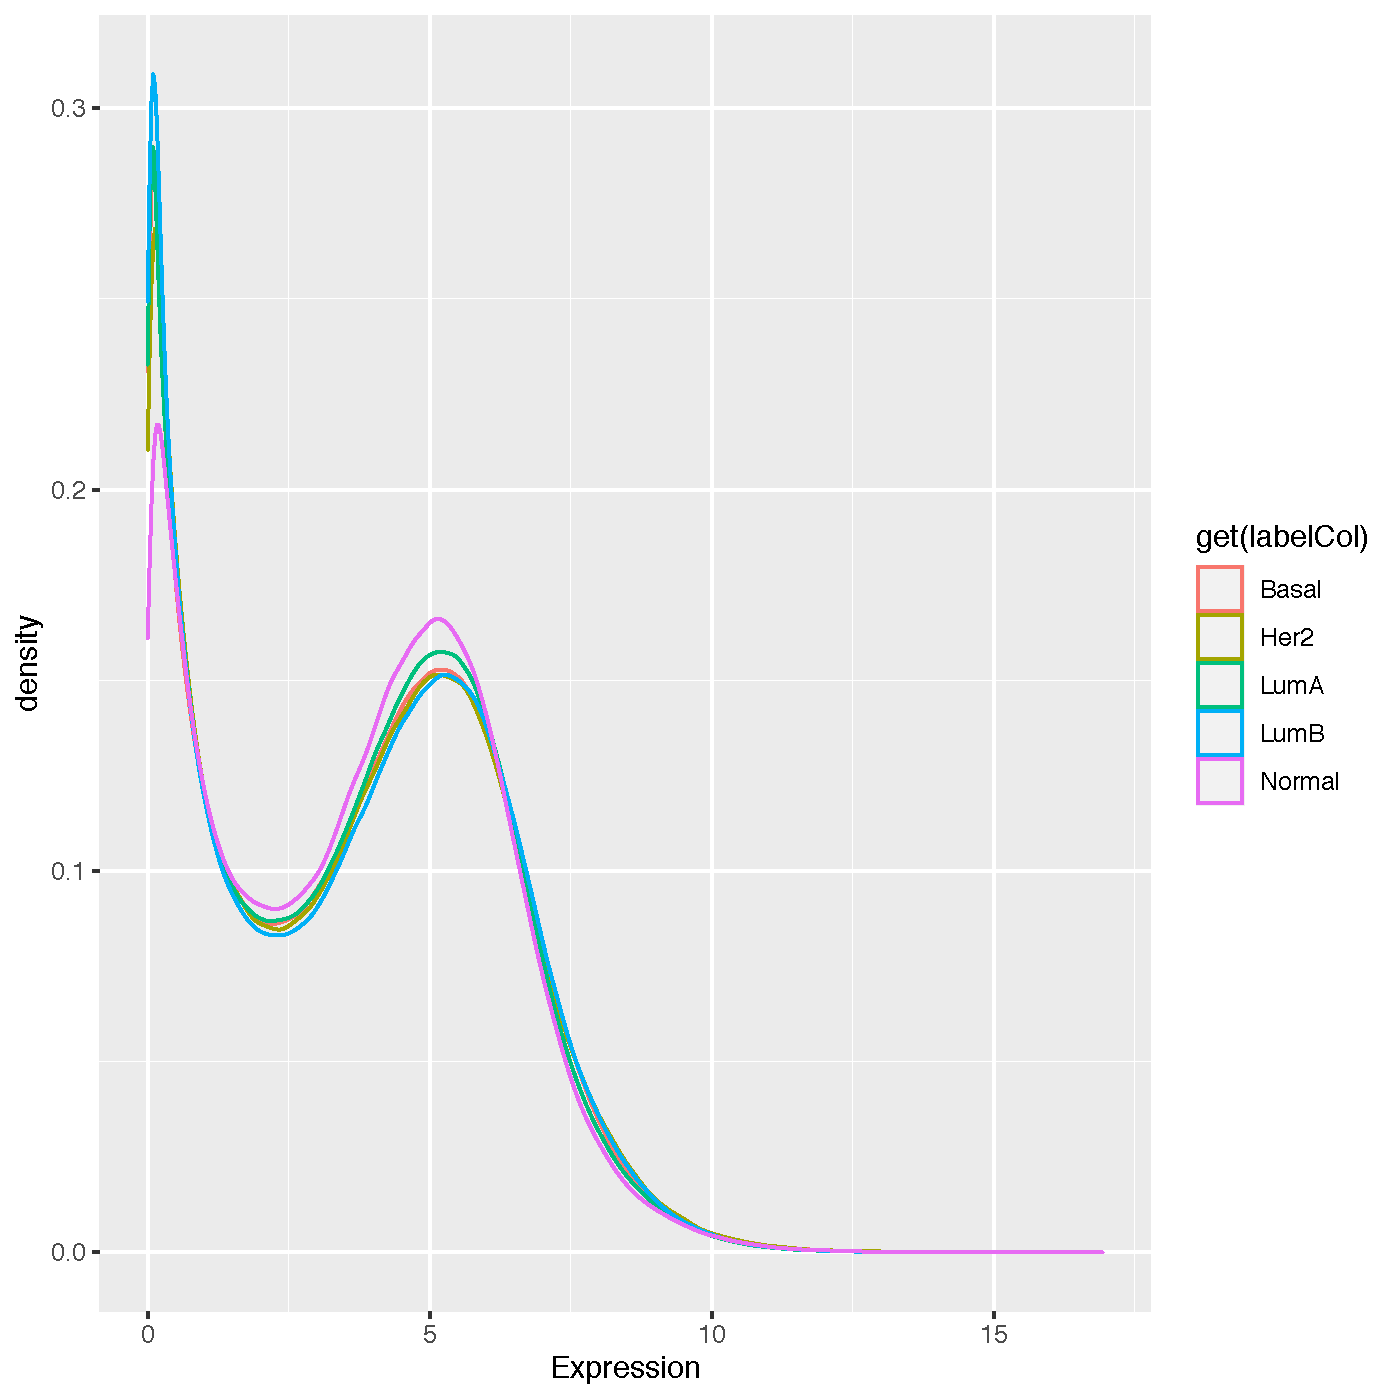 0.3
0.2
0.1
0.0
density
0
5
10
15
Expression
get(labelCol)
Basal
Her2
LumA
LumB
Normal